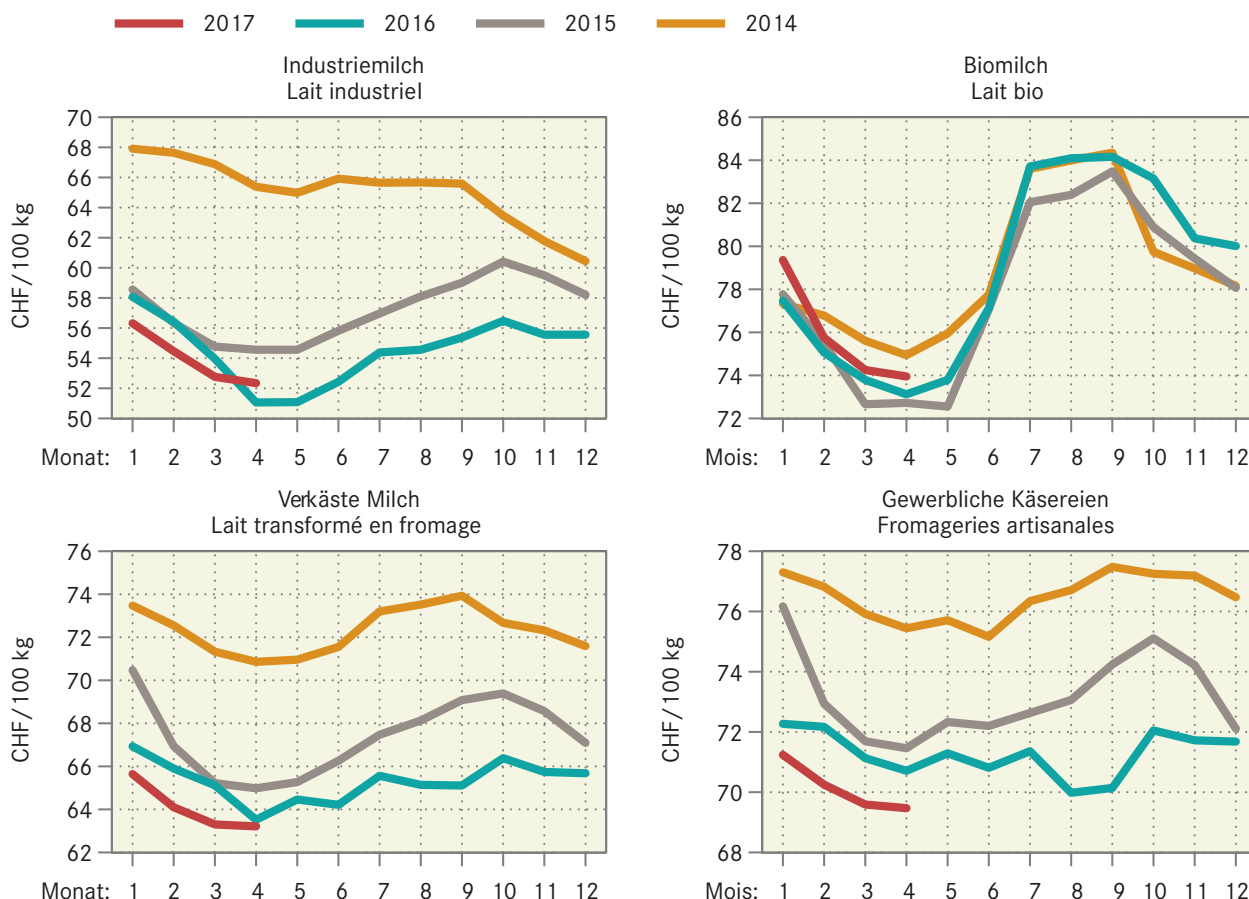 2017 2016 2015 2014
Industriemilch
Lait industriel
70
68
66
64
62
60
58
56
54
52
50
CHF/100 kg
Monat: 1 2 3 4 5 6 7 8 9 10 11 12
Biomilch
Lait bio
86
84
82
80
78
76
74
72
CHF/100 kg
Mois: 1 2 3 4 5 6 7 8 9 10 11 12
Verkäste Milch
Lait transformé en fromage
76
74
72
70
68
66
64
62
CHF/100 kg
Monat: 1 2 3 4 5 6 7 8 9 10 11 12
Gewerbliche Käsereien
Fromageries artisanales
78
76
74
72
70
68
CHF/100 kg
Mois: 1 2 3 4 5 6 7 8 9 10 11 12